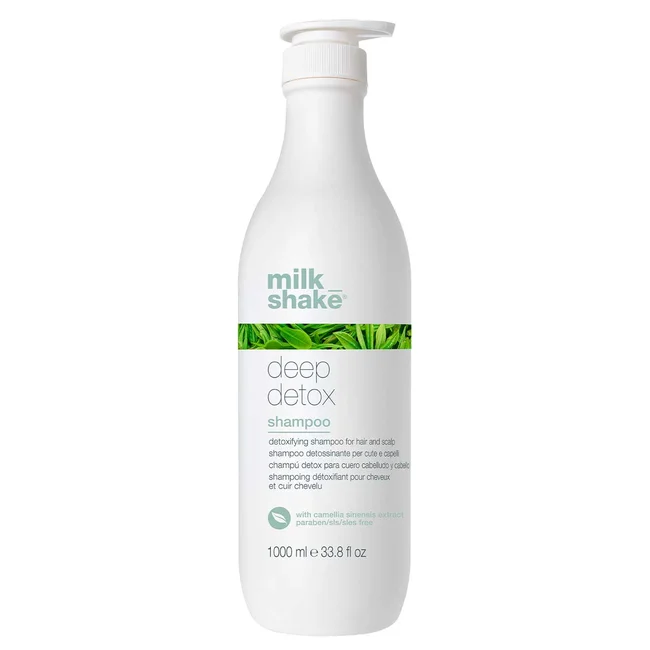 milk_
shake®
deep
detox
shampoo
detoxifying shampoo for hair and scalp
shampoo detossinante per cute e capelli
champú detox para cuero cabelludo y cabello
shampoing détoxifiant pour cheveux
et cuir chevelu
with camellia sinensis extract
paraben/sls/sles free
1000 ml e 33.8 fl oz